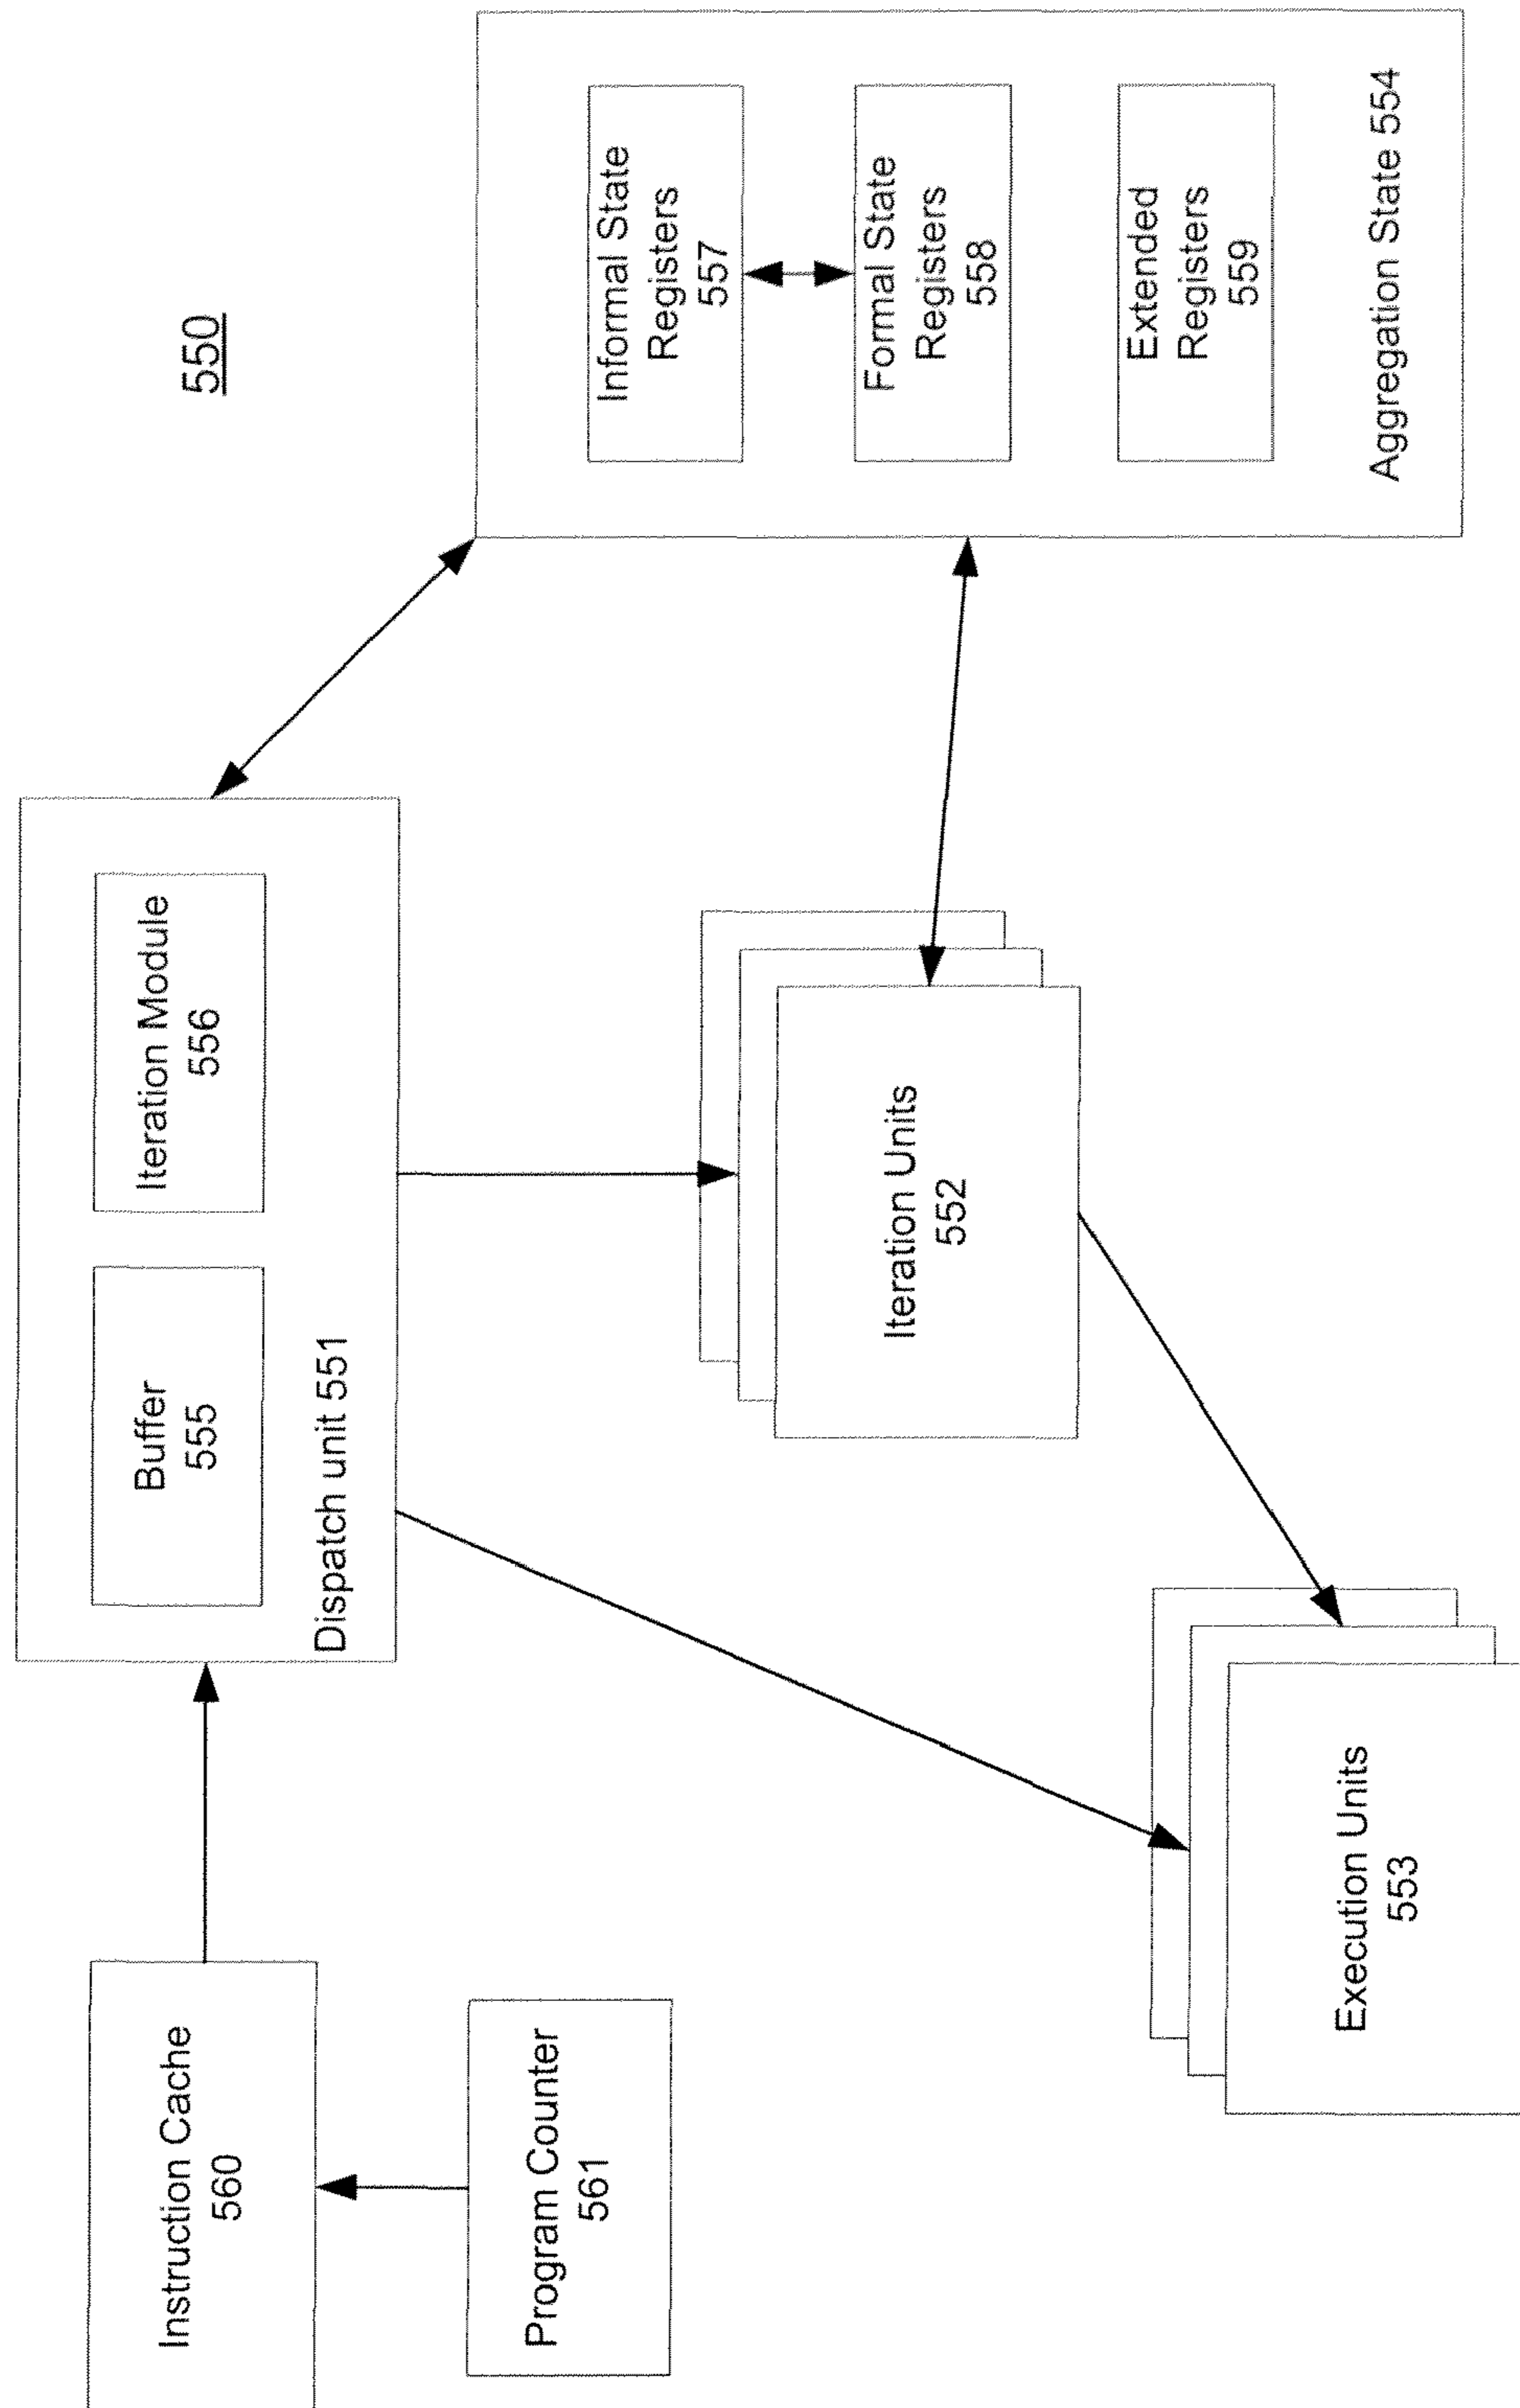 550
Instruction Cache
560
Program Counter
561
Buffer
555
Iteration Module
556
Dispatch unit 551
Iteration Units
552
Execution Units
553
Informal State
Registers
557
Formal State
Registers
558
Extended
Registers
559
Aggregation State 554